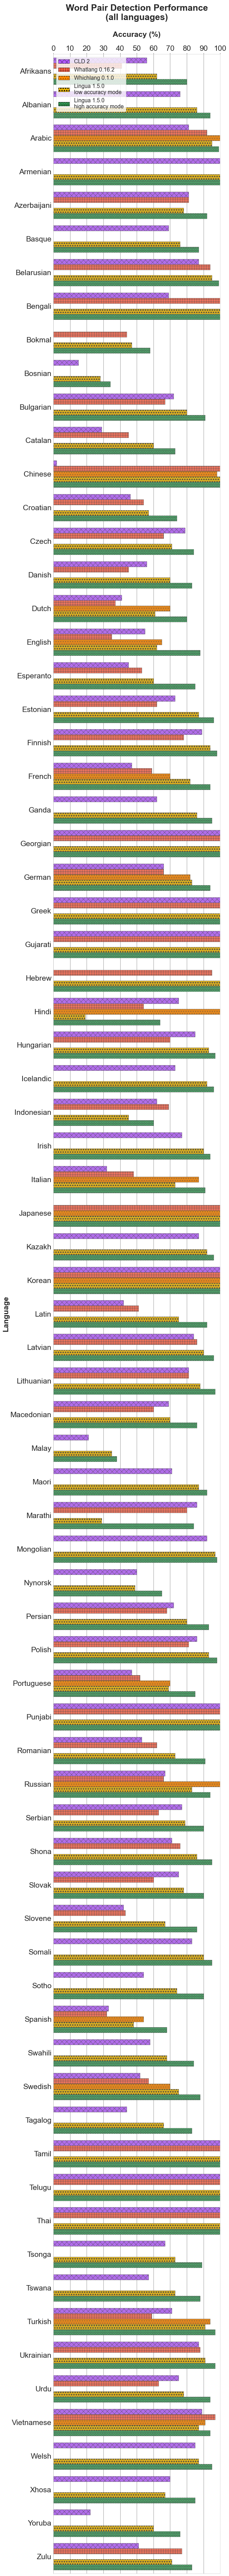 Word Pair Detection Performance
(all languages)
Accuracy (%)
0 10 20 30 40 50 60 70 80 90 100
CLD 2
Whatlang 0.16.2
Whichlang 0.1.0
Lingua 1.5.0
low accuracy mode
Lingua 1.5.0
high accuracy mode
Language
Afrikaans
Albanian
Arabic
Armenian
Azerbaijani
Basque
Belarusian
Bengali
Bokmal
Bosnian
Bulgarian
Catalan
Chinese
Croatian
Czech
Danish
Dutch
English
Esperanto
Estonian
Finnish
French
Ganda
Georgian
German
Greek
Gujarati
Hebrew
Hindi
Hungarian
Icelandic
Indonesian
Irish
Italian
Japanese
Kazakh
Korean
Latin
Latvian
Lithuanian
Macedonian
Malay
Maori
Marathi
Mongolian
Nynorsk
Persian
Polish
Portuguese
Punjabi
Romanian
Russian
Serbian
Shona
Slovak
Slovene
Somali
Sotho
Spanish
Swahili
Swedish
Tagalog
Tamil
Telugu
Thai
Tsonga
Tswana
Turkish
Ukrainian
Urdu
Vietnamese
Welsh
Xhosa
Yoruba
Zulu